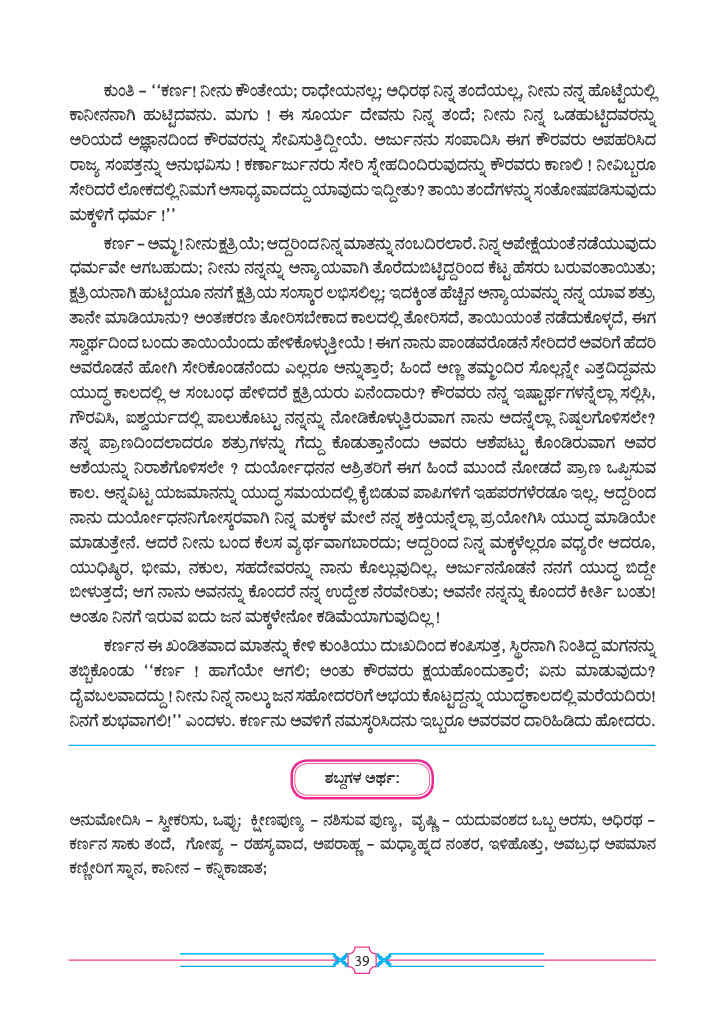 ಕುಂತಿ – ‘‘ಕರ್ಣ! ನೀನು ಕೌಂತೇಯ; ರಾಧೇಯನಲ್ಲ; ಅಧಿರಥ ನಿನ್ನ ತಂದೆಯಲ್ಲ, ನೀನು ನನ್ನ ಹೊಟ್ಟೆಯಲ್ಲಿ
ಕಾನೀನನಾಗಿ ಹುಟ್ಟಿದವನು. ಮಗು ! ಈ ಸೂರ್ಯ ದೇವನು ನಿನ್ನ ತಂದೆ; ನೀನು ನಿನ್ನ ಒಡಹುಟ್ಟಿದವರನ್ನು
ಅರಿಯದೆ ಅಜ್ಞಾನದಿಂದ ಕೌರವರನ್ನು ಸೇವಿಸುತ್ತಿದ್ದೀಯೆ. ಅರ್ಜುನನು ಸಂಪಾದಿಸಿ ಈಗ ಕೌರವರು ಅಪಹರಿಸಿದ
ರಾಜ್ಯ ಸಂಪತ್ತನ್ನು ಅನುಭವಿಸು ! ಕರ್ಣಾರ್ಜುನರು ಸೇರಿ ಸ್ನೇಹದಿಂದಿರುವುದನ್ನು ಕೌರವರು ಕಾಣಲಿ ! ನೀವಿಬ್ಬರೂ
ಸೇರಿದರೆ ಲೋಕದಲ್ಲಿ ನಿಮಗೆ ಅಸಾಧ್ಯವಾದದ್ದು ಯಾವುದು ಇದ್ದೀತು? ತಾಯಿ ತಂದೆಗಳನ್ನು ಸಂತೋಷಪಡಿಸುವುದು
ಮಕ್ಕಳಿಗೆ ಧರ್ಮ !’’
ಕರ್ಣ – ಅಮ್ಮ! ನೀನು ಕ್ಷತ್ರಿಯೆ; ಆದ್ದರಿಂದ ನಿನ್ನ ಮಾತನ್ನು ನಂಬದಿರಲಾರೆ. ನಿನ್ನ ಅಪೇಕ್ಷೆಯಂತೆ ನಡೆಯುವುದು
ಧರ್ಮವೇ ಆಗಬಹುದು; ನೀನು ನನ್ನನ್ನು ಅನ್ಯಾಯವಾಗಿ ತೊರೆದುಬಿಟ್ಟಿದ್ದರಿಂದ ಕೆಟ್ಟ ಹೆಸರು ಬರುವಂತಾಯಿತು;
ಕ್ಷತ್ರಿಯನಾಗಿ ಹುಟ್ಟಿಯೂ ನನಗೆ ಕ್ಷತ್ರಿಯ ಸಂಸ್ಕಾರ ಲಭಿಸಲಿಲ್ಲ; ಇದಕ್ಕಿಂತ ಹೆಚ್ಚಿನ ಅನ್ಯಾಯವನ್ನು ನನ್ನ ಯಾವ ಶತ್ರು
ತಾನೇ ಮಾಡಿಯಾನು? ಅಂತಃಕರಣ ತೋರಿಸಬೇಕಾದ ಕಾಲದಲ್ಲಿ ತೋರಿಸದೆ, ತಾಯಿಯಂತೆ ನಡೆದುಕೊಳ್ಳದೆ, ಈಗ
ಸ್ವಾರ್ಥದಿಂದ ಬಂದು ತಾಯಿಯೆಂದು ಹೇಳಿಕೊಳ್ಳುತ್ತೀಯೆ ! ಈಗ ನಾನು ಪಾಂಡವರೊಡನೆ ಸೇರಿದರೆ ಅವರಿಗೆ ಹೆದರಿ
ಅವರೊಡನೆ ಹೋಗಿ ಸೇರಿಕೊಂಡನೆಂದು ಎಲ್ಲರೂ ಅನ್ನುತ್ತಾರೆ; ಹಿಂದೆ ಅಣ್ಣ ತಮ್ಮಂದಿರ ಸೊಲ್ಲನ್ನೇ ಎತ್ತದಿದ್ದವನು
ಯುದ್ಧ ಕಾಲದಲ್ಲಿ ಆ ಸಂಬಂಧ ಹೇಳಿದರೆ ಕ್ಷತ್ರಿಯರು ಏನೆಂದಾರು? ಕೌರವರು ನನ್ನ ಇಷ್ಟಾರ್ಥಗಳನ್ನೆಲ್ಲಾ ಸಲ್ಲಿಸಿ,
ಗೌರವಿಸಿ, ಐಶ್ವರ್ಯದಲ್ಲಿ ಪಾಲುಕೊಟ್ಟು ನನ್ನನ್ನು ನೋಡಿಕೊಳ್ಳುತ್ತಿರುವಾಗ ನಾನು ಅದನ್ನೆಲ್ಲಾ ನಿಷ್ಪಲಗೊಳಿಸಲೇ?
ತನ್ನ ಪ್ರಾಣದಿಂದಲಾದರೂ ಶತ್ರುಗಳನ್ನು ಗೆದ್ದು ಕೊಡುತ್ತಾನೆಂದು ಅವರು ಆಶೆಪಟ್ಟು ಕೊಂಡಿರುವಾಗ ಅವರ
ಆಶೆಯನ್ನು ನಿರಾಶೆಗೊಳಿಸಲೇ ? ದುರ್ಯೋಧನನ ಆಶ್ರಿತರಿಗೆ ಈಗ ಹಿಂದೆ ಮುಂದೆ ನೋಡದೆ ಪ್ರಾಣ ಒಪ್ಪಿಸುವ
ಕಾಲ. ಅನ್ನವಿಟ್ಟ ಯಜಮಾನನ್ನು ಯುದ್ಧ ಸಮಯದಲ್ಲಿ ಕೈಬಿಡುವ ಪಾಪಿಗಳಿಗೆ ಇಹಪರಗಳೆರಡೂ ಇಲ್ಲ. ಆದ್ದರಿಂದ
ನಾನು ದುರ್ಯೋಧನನಿಗೋಸ್ಕರವಾಗಿ ನಿನ್ನ ಮಕ್ಕಳ ಮೇಲೆ ನನ್ನ ಶಕ್ತಿಯನ್ನೆಲ್ಲಾ ಪ್ರಯೋಗಿಸಿ ಯುದ್ಧ ಮಾಡಿಯೇ
ಮಾಡುತ್ತೇನೆ. ಆದರೆ ನೀನು ಬಂದ ಕೆಲಸ ವ್ಯರ್ಥವಾಗಬಾರದು; ಆದ್ದರಿಂದ ನಿನ್ನ ಮಕ್ಕಳೆಲ್ಲರೂ ವಧ್ಯರೇ ಆದರೂ,
ಯುಧಿಷ್ಠಿರ, ಭೀಮ, ನಕುಲ, ಸಹದೇವರನ್ನು ನಾನು ಕೊಲ್ಲುವುದಿಲ್ಲ. ಅರ್ಜುನನೊಡನೆ ನನಗೆ ಯುದ್ಧ ಬಿದ್ದೇ
ಬೀಳುತ್ತದೆ; ಆಗ ನಾನು ಅವನನ್ನು ಕೊಂದರೆ ನನ್ನ ಉದ್ದೇಶ ನೆರವೇರಿತು; ಅವನೇ ನನ್ನನ್ನು ಕೊಂದರೆ ಕೀರ್ತಿ ಬಂತು!
ಅಂತೂ ನಿನಗೆ ಇರುವ ಐದು ಜನ ಮಕ್ಕಳೇನೋ ಕಡಿಮೆಯಾಗುವುದಿಲ್ಲ !
ಕರ್ಣನ ಈ ಖಂಡಿತವಾದ ಮಾತನ್ನು ಕೇಳಿ ಕುಂತಿಯು ದುಃಖದಿಂದ ಕಂಪಿಸುತ್ತ, ಸ್ಥಿರನಾಗಿ ನಿಂತಿದ್ದ ಮಗನನ್ನು
ತಬ್ಬಿಕೊಂಡು ‘‘ಕರ್ಣ ! ಹಾಗೆಯೇ ಆಗಲಿ; ಅಂತು ಕೌರವರು ಕ್ಷಯಹೊಂದುತ್ತಾರೆ; ಏನು ಮಾಡುವುದು?
ದೈವಬಲವಾದದ್ದು! ನೀನು ನಿನ್ನ ನಾಲ್ಕು ಜನ ಸಹೋದರರಿಗೆ ಅಭಯ ಕೊಟ್ಟದ್ದನ್ನು ಯುದ್ಧಕಾಲದಲ್ಲಿ ಮರೆಯದಿರು!
ನಿನಗೆ ಶುಭವಾಗಲಿ!’’ ಎಂದಳು. ಕರ್ಣನು ಅವಳಿಗೆ ನಮಸ್ಕರಿಸಿದನು ಇಬ್ಬರೂ ಅವರವರ ದಾರಿಹಿಡಿದು ಹೋದರು.
ಶಬ್ದಗಳ ಅರ್ಥ:
ಅನುಮೋದಿಸಿ – ಸ್ವೀಕರಿಸು, ಒಪ್ಪು; ಕ್ಷೀಣಪುಣ್ಯ – ನಶಿಸುವ ಪುಣ್ಯ, ವೃಷ್ಣಿ – ಯದುವಂಶದ ಒಬ್ಬ ಅರಸು, ಅಧಿರಥ –
ಕರ್ಣನ ಸಾಕು ತಂದೆ, ಗೋಪ್ಯ – ರಹಸ್ಯವಾದ, ಅಪರಾಹ್ಣ – ಮಧ್ಯಾಹ್ನದ ನಂತರ, ಇಳಿಹೊತ್ತು, ಅವಬ್ರಧ ಅಪಮಾನ
ಕಣ್ಣೀರಿಗ ಸ್ನಾನ, ಕಾನೀನ – ಕನ್ನಿಕಾಜಾತ;
39